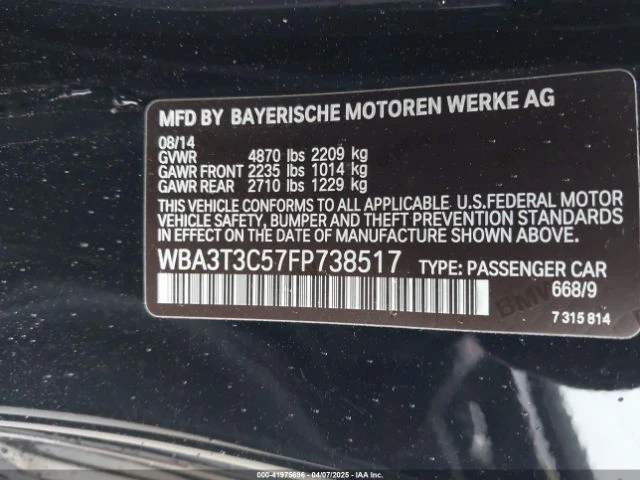 MFD BY BAYERISCHE MOTOREN WERKE AG
08/14
GVWR 4870 lbs 2209 kg
GAWR FRONT 2235 lbs 1014 kg
GAWR REAR 2710 lbs 1229 kg
THIS VEHICLE CONFORMS TO ALL APPLICABLE U.S.FEDERAL MOTOR
VEHICLE SAFETY, BUMPER AND THEFT PREVENTION STANDARDS
IN EFFECT ON THE DATE OF MANUFACTURE SHOWN ABOVE.
WBA3T3C57FP738517 TYPE: PASSENGER CAR
668/9
7 315 814
BMW
000-41975696 - 04/07/2025 - IAAI.COM